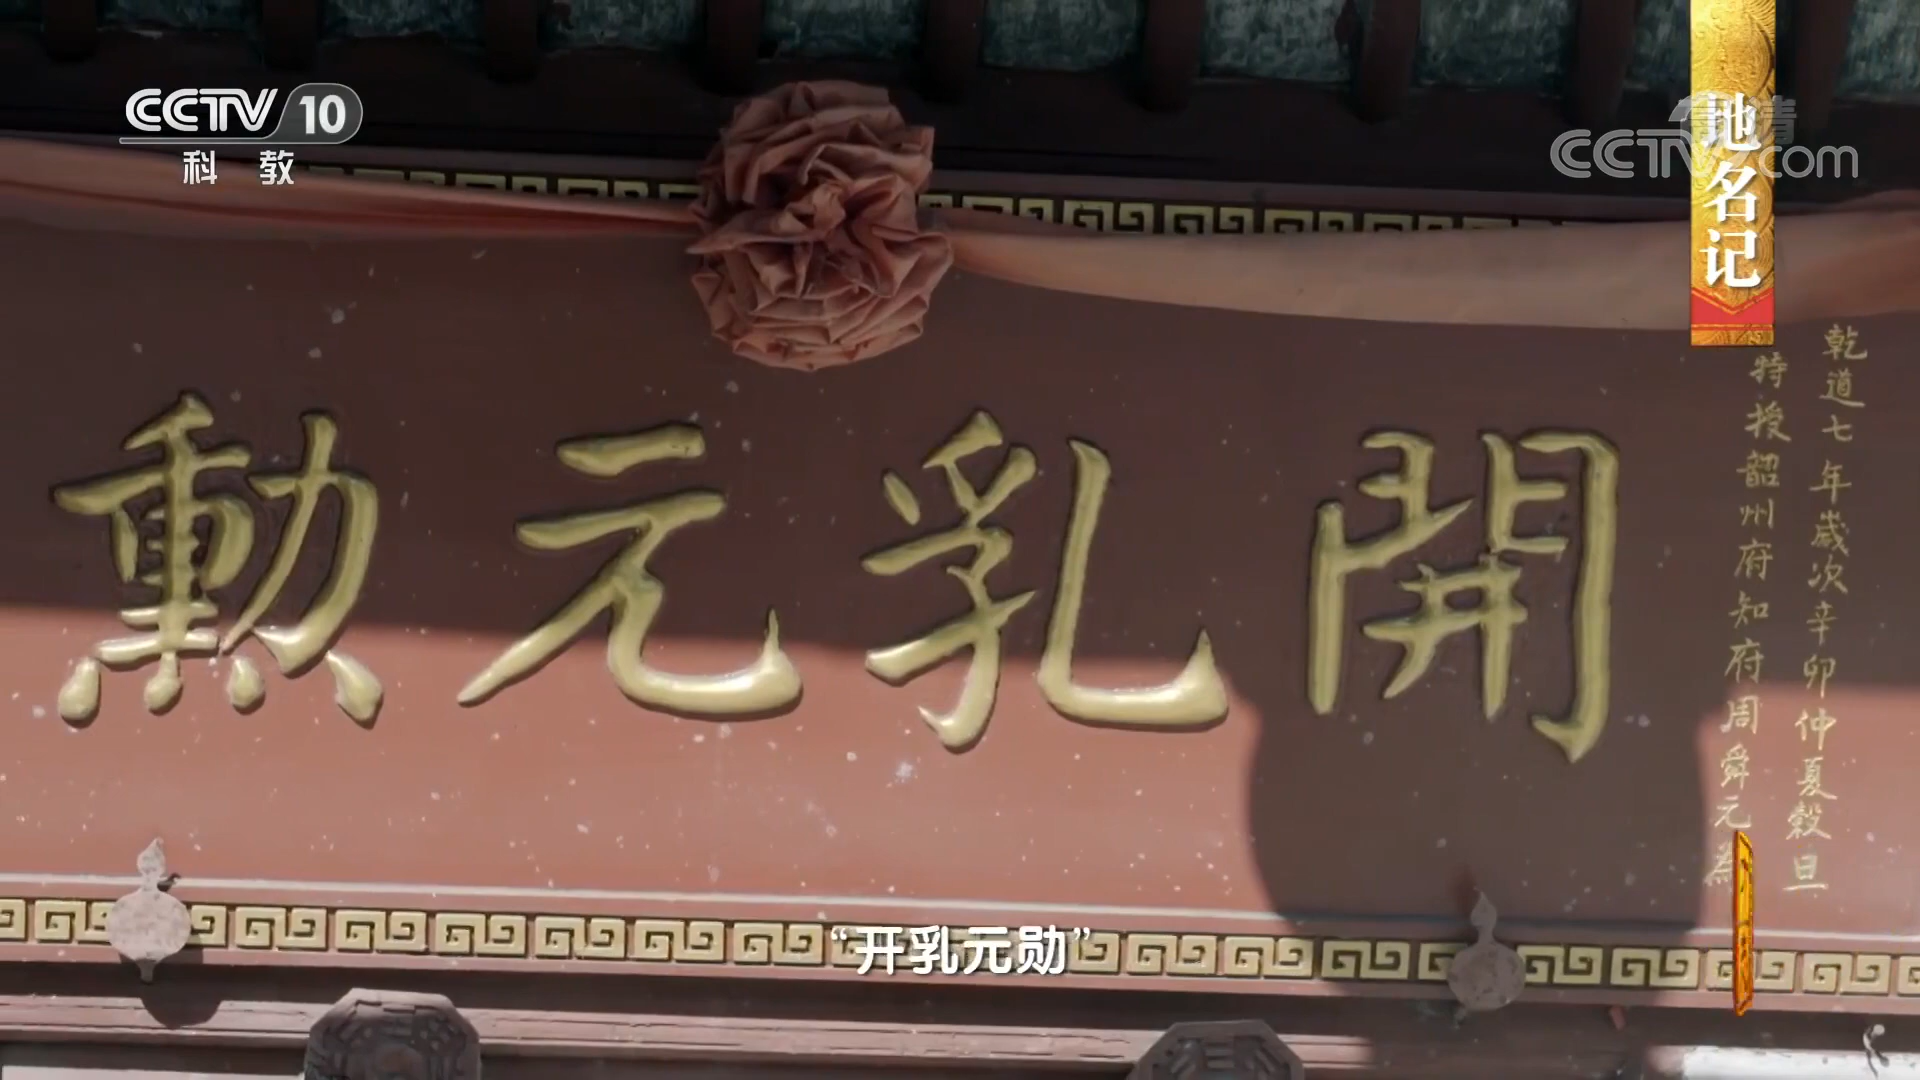 CCTV 10
科教
CCTV.com
地名记
乾道七年歲次辛卯仲夏穀旦
特授韶州府知府周舜元為
開乳元勳
“开乳元勋”